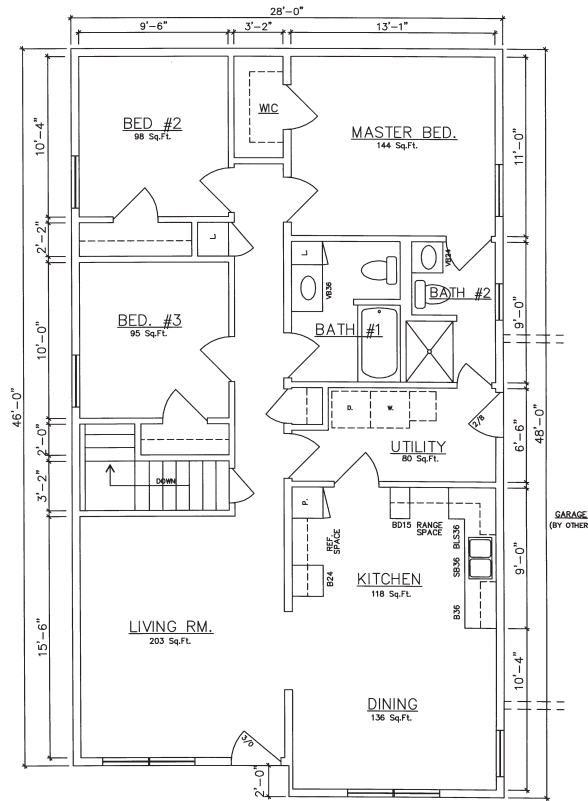 28'-0"
9'-6"
3'-2"
13'-1"
BED #2
98 Sq.Ft.
WIC
MASTER BED.
144 Sq.Ft.
10'-4"
11'-0"
2'-2"
L.
L.
VB36
VB24
BATH #2
BED. #3
95 Sq.Ft.
BATH #1
10'-0"
9'-0"
46'-0"
48'-0"
D.
W.
2/8
UTILITY
80 Sq.Ft.
6'-6"
2'-0"
3'-2"
DOWN
P.
REF. SPACE
B24
BD15
RANGE SPACE
BLS36
SB36
B36
GARAGE
(BY OTHER
KITCHEN
118 Sq.Ft.
9'-0"
LIVING RM.
203 Sq.Ft.
15'-6"
DINING
136 Sq.Ft.
10'-4"
3/0
2'-0"